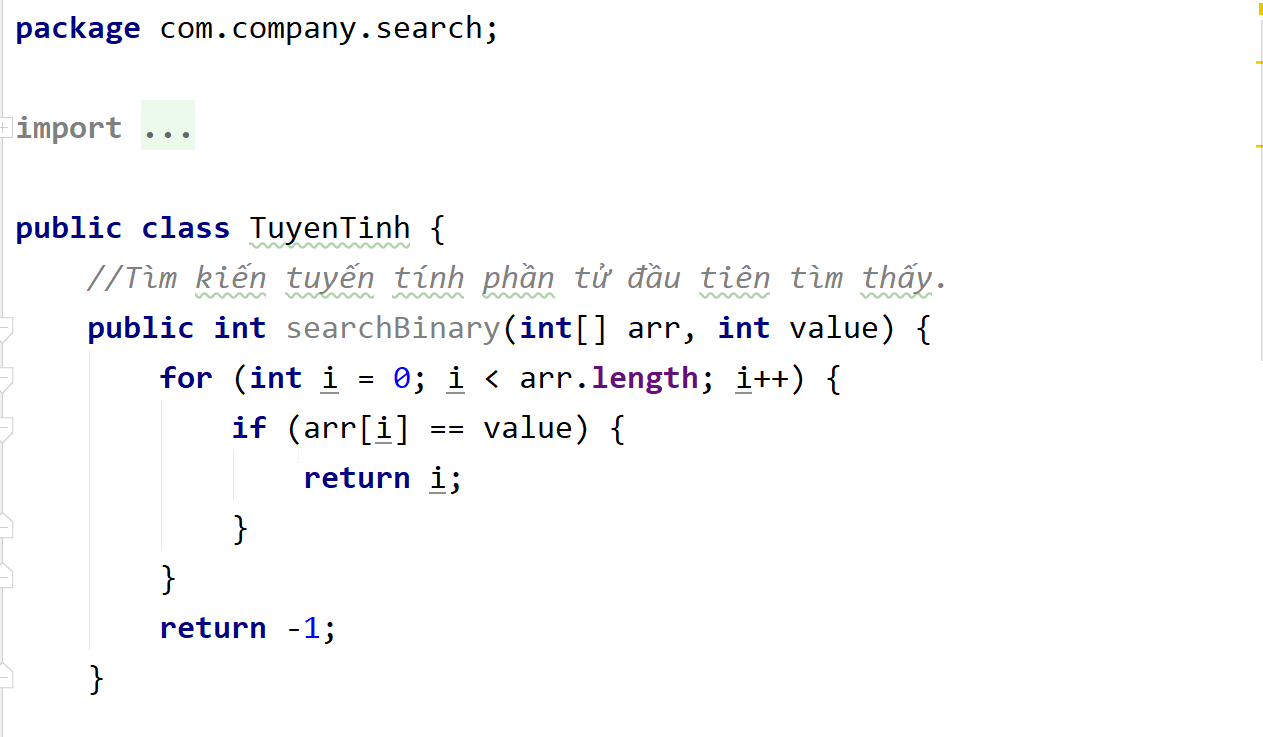 package com.company.search;
import ...
public class TuyenTinh {
//Tìm kiến tuyến tính phần tử đầu tiên tìm thấy.
public int searchBinary(int[] arr, int value) {
for (int i = 0; i < arr.length; i++) {
if (arr[i] == value) {
return i;
}
}
return -1;
}